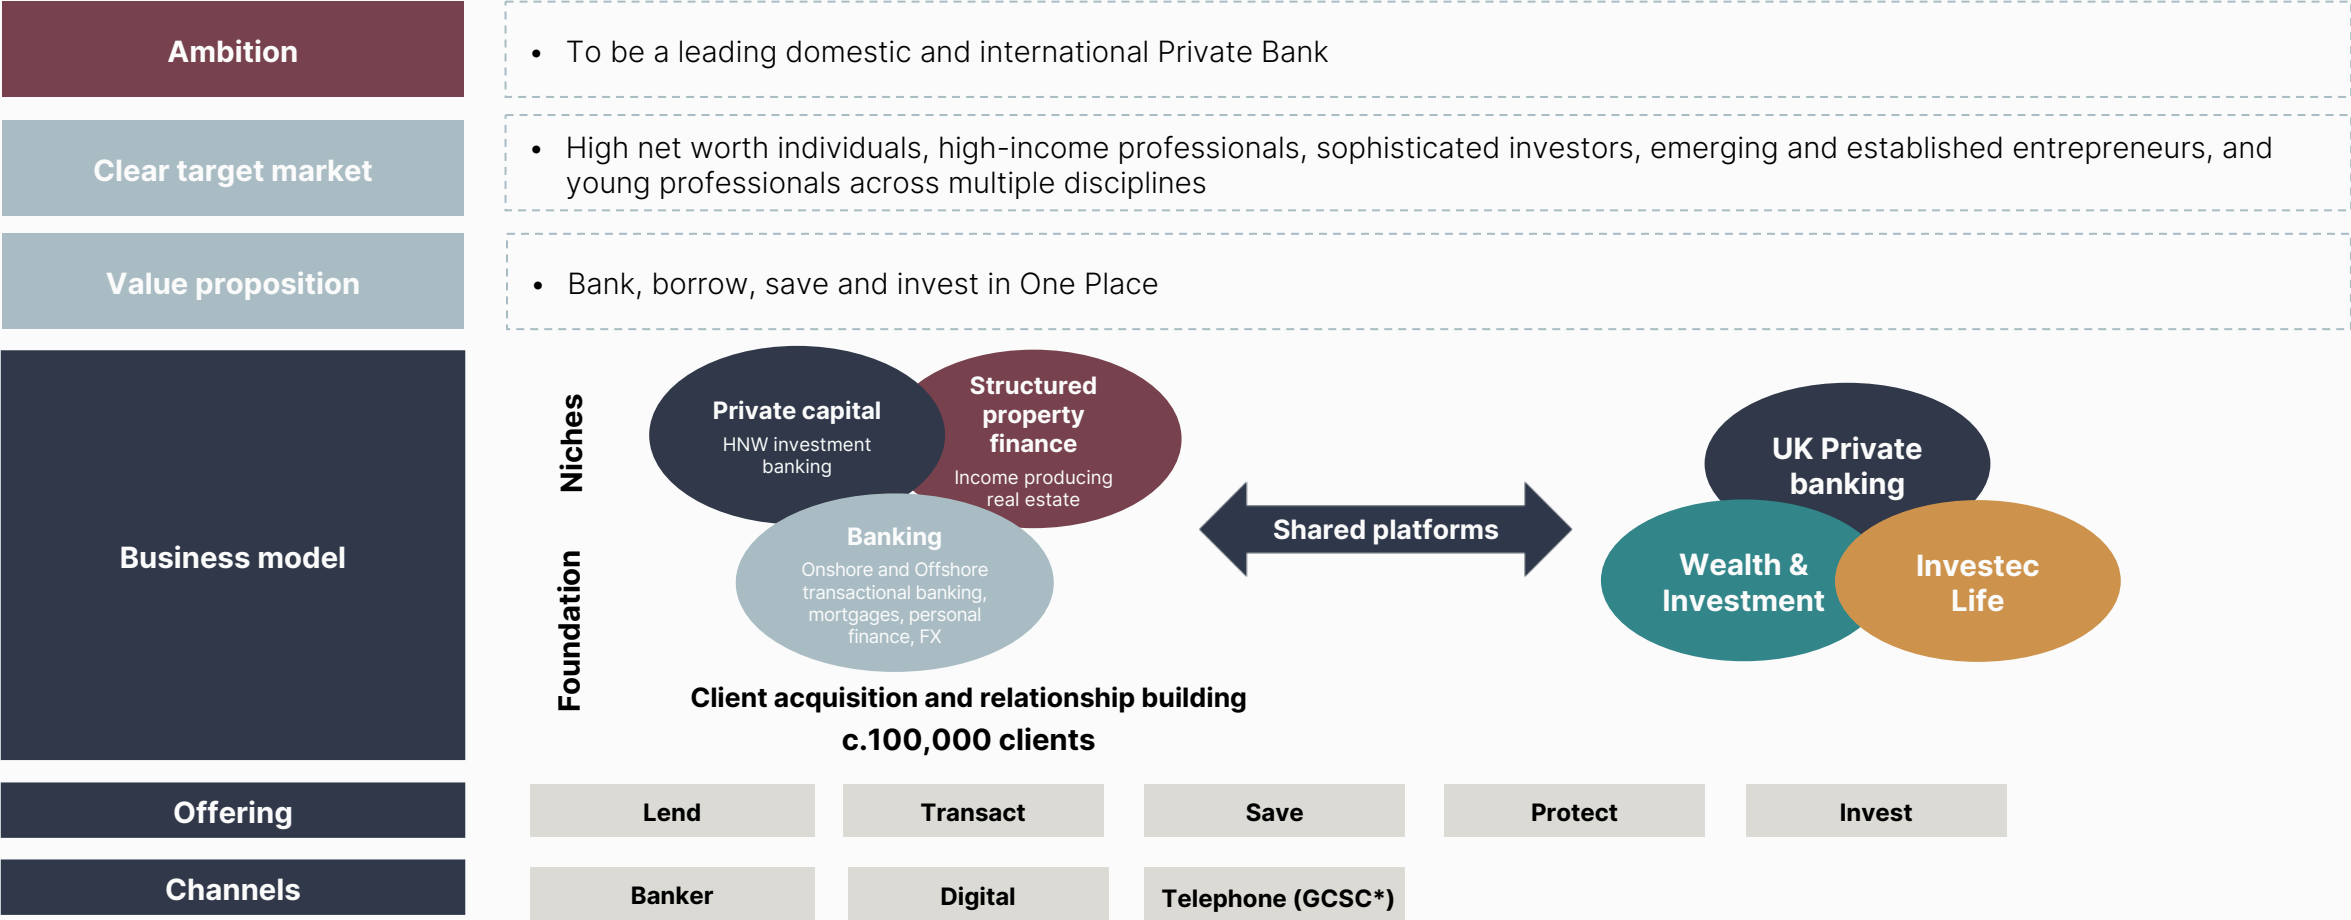 Ambition
• To be a leading domestic and international Private Bank
Clear target market
• High net worth individuals, high-income professionals, sophisticated investors, emerging and established entrepreneurs, and
young professionals across multiple disciplines
Value proposition
• Bank, borrow, save and invest in One Place
Business model
Niches
Foundation
Private capital
HNW investment
banking
Structured
property
finance
Income producing
real estate
Banking
Onshore and Offshore
transactional banking,
mortgages, personal
finance, FX
Client acquisition and relationship building
c.100,000 clients
Shared platforms
UK Private
banking
Wealth &
Investment
Investec
Life
Offering
Lend
Transact
Save
Protect
Invest
Channels
Banker
Digital
Telephone (GCSC*)